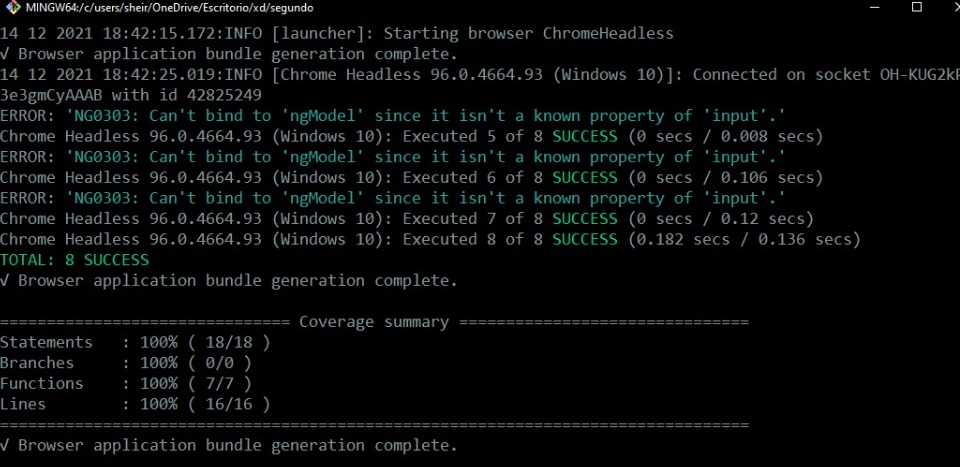 MINGW64:/c/users/sheir/OneDrive/Escritorio/xd/segundo
14 12 2021 18:42:15.172:INFO [launcher]: Starting browser ChromeHeadless
√ Browser application bundle generation complete.
14 12 2021 18:42:25.019:INFO [Chrome Headless 96.0.4664.93 (Windows 10)]: Connected on socket OH-KUG2kP
3e3gmCyAAAB with id 42825249
ERROR: 'NG0303: Can't bind to 'ngModel' since it isn't a known property of 'input'.'
Chrome Headless 96.0.4664.93 (Windows 10): Executed 5 of 8 SUCCESS (0 secs / 0.008 secs)
ERROR: 'NG0303: Can't bind to 'ngModel' since it isn't a known property of 'input'.'
Chrome Headless 96.0.4664.93 (Windows 10): Executed 6 of 8 SUCCESS (0 secs / 0.106 secs)
ERROR: 'NG0303: Can't bind to 'ngModel' since it isn't a known property of 'input'.'
Chrome Headless 96.0.4664.93 (Windows 10): Executed 7 of 8 SUCCESS (0 secs / 0.12 secs)
Chrome Headless 96.0.4664.93 (Windows 10): Executed 8 of 8 SUCCESS (0.182 secs / 0.136 secs)
TOTAL: 8 SUCCESS
√ Browser application bundle generation complete.
=============================== Coverage summary ===============================
Statements   : 100% ( 18/18 )
Branches     : 100% ( 0/0 )
Functions    : 100% ( 7/7 )
Lines        : 100% ( 16/16 )
================================================================================
√ Browser application bundle generation complete.